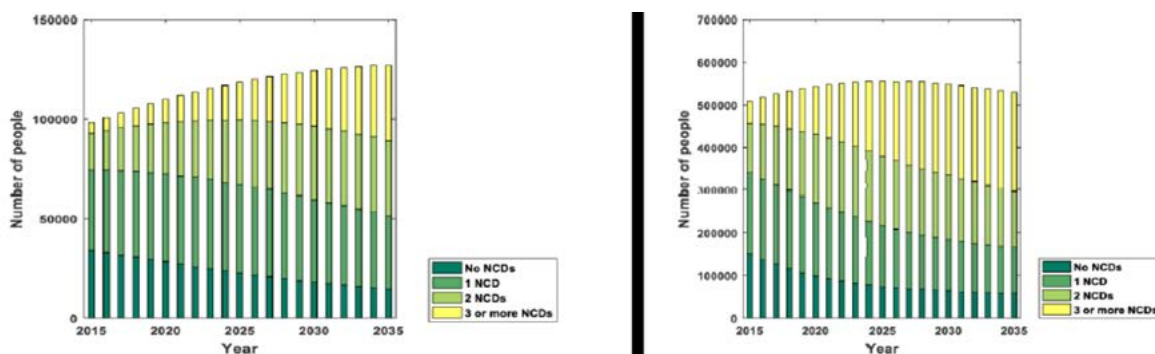 150000
100000
50000
0
Number of people
2015 2020 2025 2030 2035
Year
No NCDs
1 NCD
2 NCDs
3 or more NCDs
700000
600000
500000
400000
300000
200000
100000
0
Number of people
2015 2020 2025 2030 2035
Year
No NCDs
1 NCD
2 NCDs
3 or more NCDs